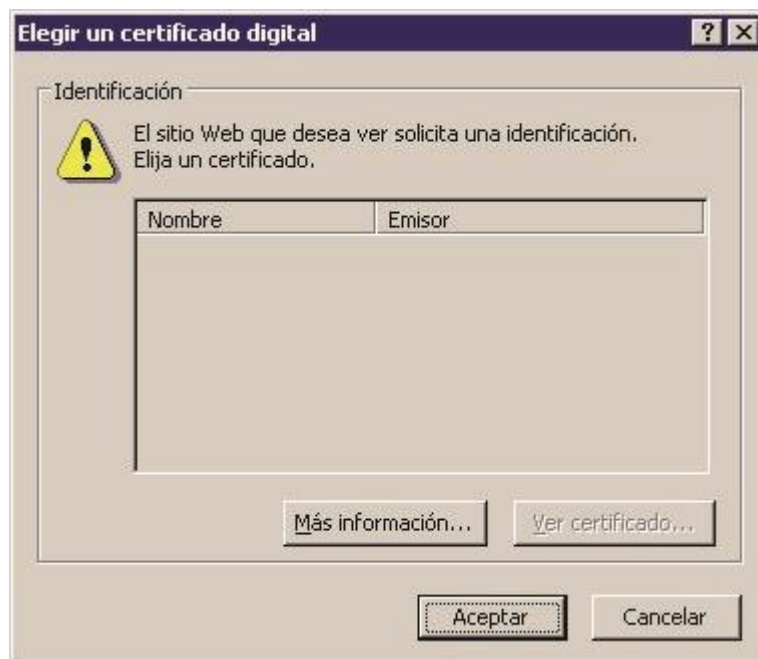 Elegir un certificado digital
Identificación
El sitio Web que desea ver solicita una identificación.
Elija un certificado.
Nombre Emisor
Más información... Ver certificado...
Aceptar Cancelar